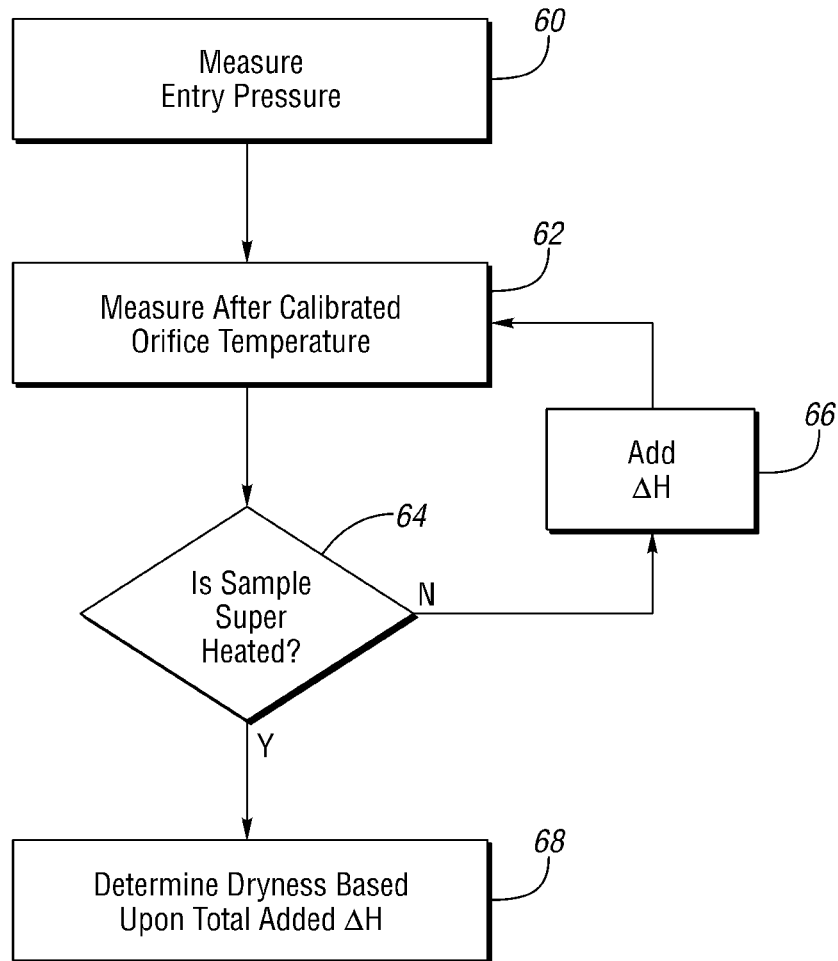 60
Measure
Entry Pressure
62
Measure After Calibrated
Orifice Temperature
66
Add
ΔH
64
Is Sample
Super
Heated?
N
Y
68
Determine Dryness Based
Upon Total Added ΔH